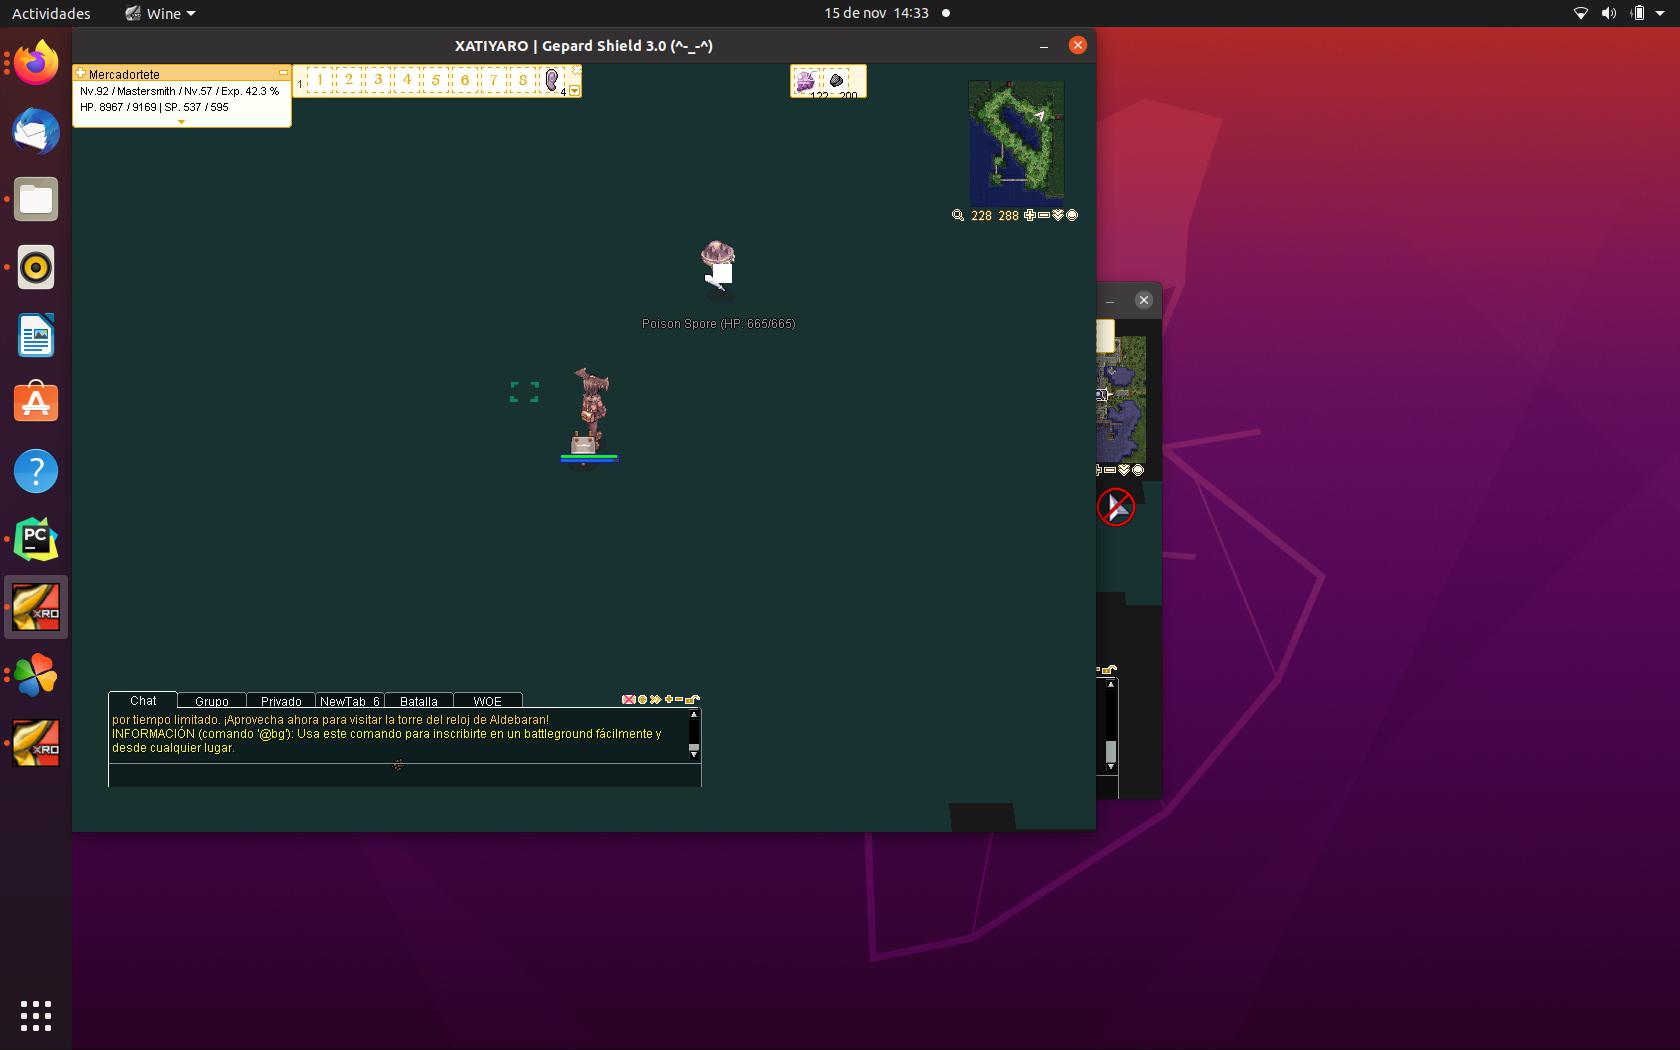 Actividades
Wine
15 de nov 14:33
XATIYARO | Gepard Shield 3.0 (^-_-^)
Mercadortete
Nv.92 / Mastersmith / Nv.57 / Exp. 42.3 %
HP. 8967 / 9169 | SP. 537 / 595
1
1 2 3 4 5 6 7 8
4
122 200
228 288
Poison Spore (HP: 665/665)
PC
XRO
XRO
Chat Grupo Privado NewTab_6 Batalla WOE
por tiempo limitado. ¡Aprovecha ahora para visitar la torre del reloj de Aldebaran!
INFORMACIÓN (comando '@bg'): Usa este comando para inscribirte en un battleground fácilmente y
desde cualquier lugar.